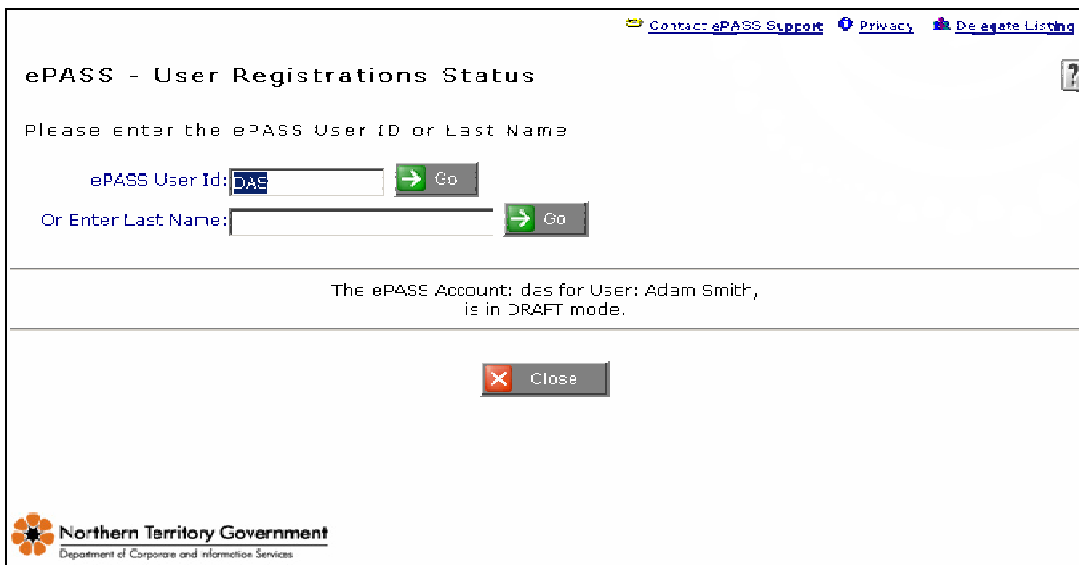 Contact ePASS Support Privacy Delegate Listing
ePASS - User Registrations Status
?
Please enter the ePASS User ID or Last Name
ePASS User Id: DAS Go
Or Enter Last Name: Go
The ePASS Account: das for User: Adam Smith,
is in DRAFT mode.
Close
Northern Territory Government
Department of Corporate and Information Services